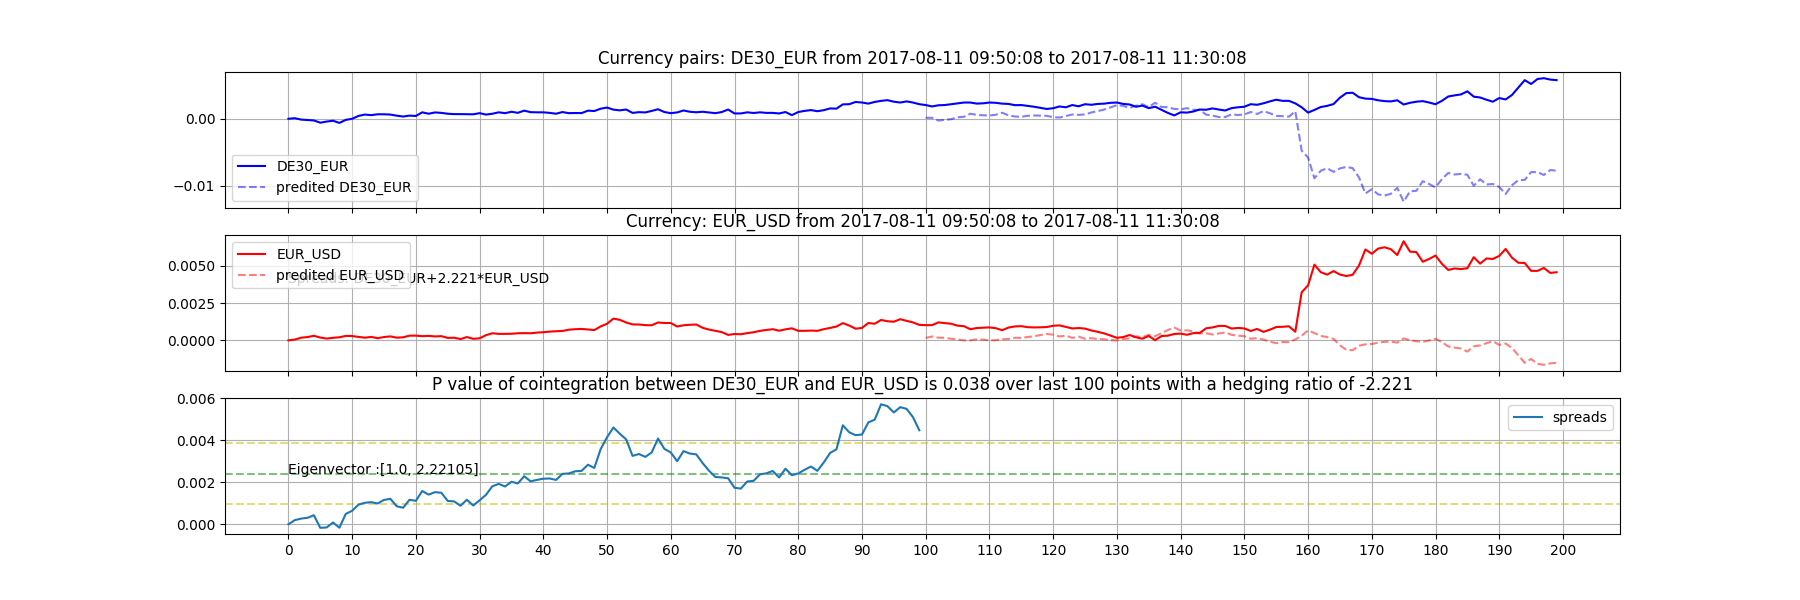 Currency pairs: DE30_EUR from 2017-08-11 09:50:08 to 2017-08-11 11:30:08
0.00
−0.01
DE30_EUR
predited DE30_EUR
Currency: EUR_USD from 2017-08-11 09:50:08 to 2017-08-11 11:30:08
0.0050
0.0025
0.0000
EUR_USD
predited EUR_USD
Spreads: DE30_EUR+2.221*EUR_USD
P value of cointegration between DE30_EUR and EUR_USD is 0.038 over last 100 points with a hedging ratio of -2.221
0.006
0.004
0.002
0.000
spreads
Eigenvector :[1.0, 2.22105]
0 10 20 30 40 50 60 70 80 90 100 110 120 130 140 150 160 170 180 190 200